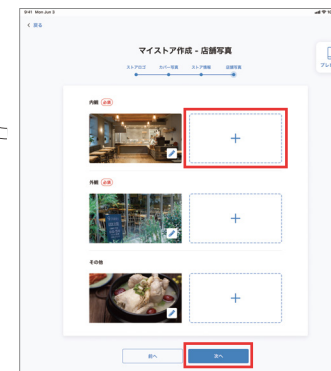 9:41 Mon Jun 3
戻る
マイストア作成 - 店舗写真
ストアロゴ カバー写真 ストア情報 店舗写真
内観 必須
外観 必須
その他
前へ 次へ